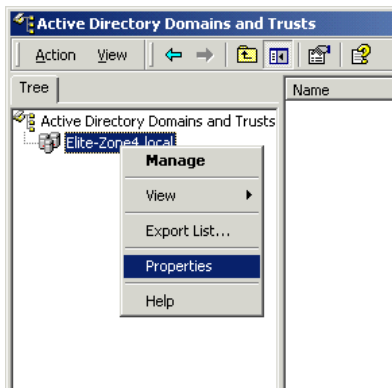 Active Directory Domains and Trusts
Action View
Tree
Name
Active Directory Domains and Trusts
Elite-Zone4.local
Manage
View
Export List...
Properties
Help